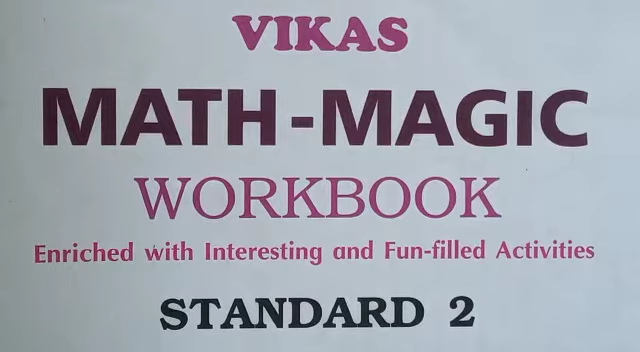 VIKAS
MATH-MAGIC
WORKBOOK
Enriched with Interesting and Fun-filled Activities
STANDARD 2